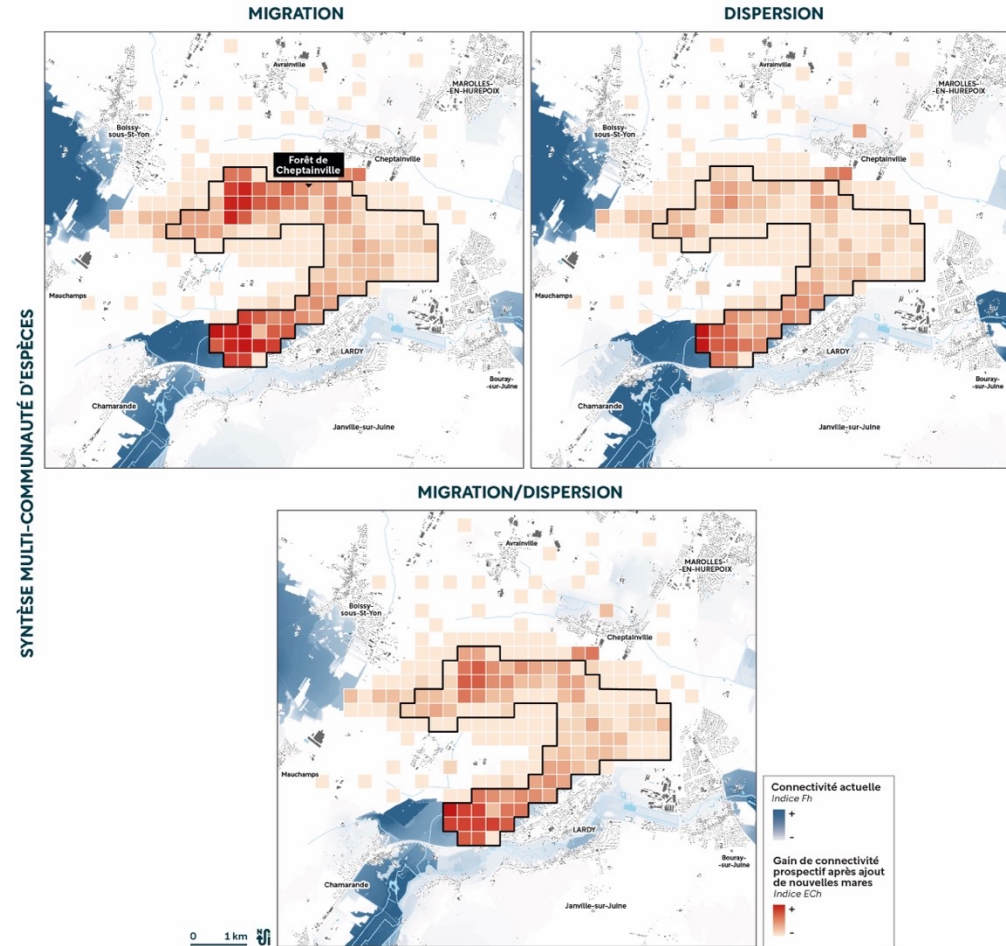 MIGRATION
DISPERSION
Avrainville
MAROLLES-
-EN-HUREPOIX
Boissy-
sous-St-Yon
Forêt de
Cheptainville
Cheptainville
Mauchamps
LARDY
Bouray-
-sur-Juine
Chamarande
Janville-sur-Juine
Avrainville
MAROLLES-
-EN-HUREPOIX
Boissy-
sous-St-Yon
Cheptainville
Mauchamps
LARDY
Bouray-
-sur-Juine
Chamarande
Janville-sur-Juine
SYNTÈSE MULTI-COMMUNAUTÉ D'ESPÈCES
MIGRATION/DISPERSION
Avrainville
MAROLLES-
-EN-HUREPOIX
Boissy-
sous-St-Yon
Cheptainville
Mauchamps
LARDY
Bouray-
-sur-Juine
Chamarande
Janville-sur-Juine
Connectivité actuelle
Indice Fh
+
-
Gain de connectivité
prospectif après ajout
de nouvelles mares
Indice ECh
+
-
0 1 km
N